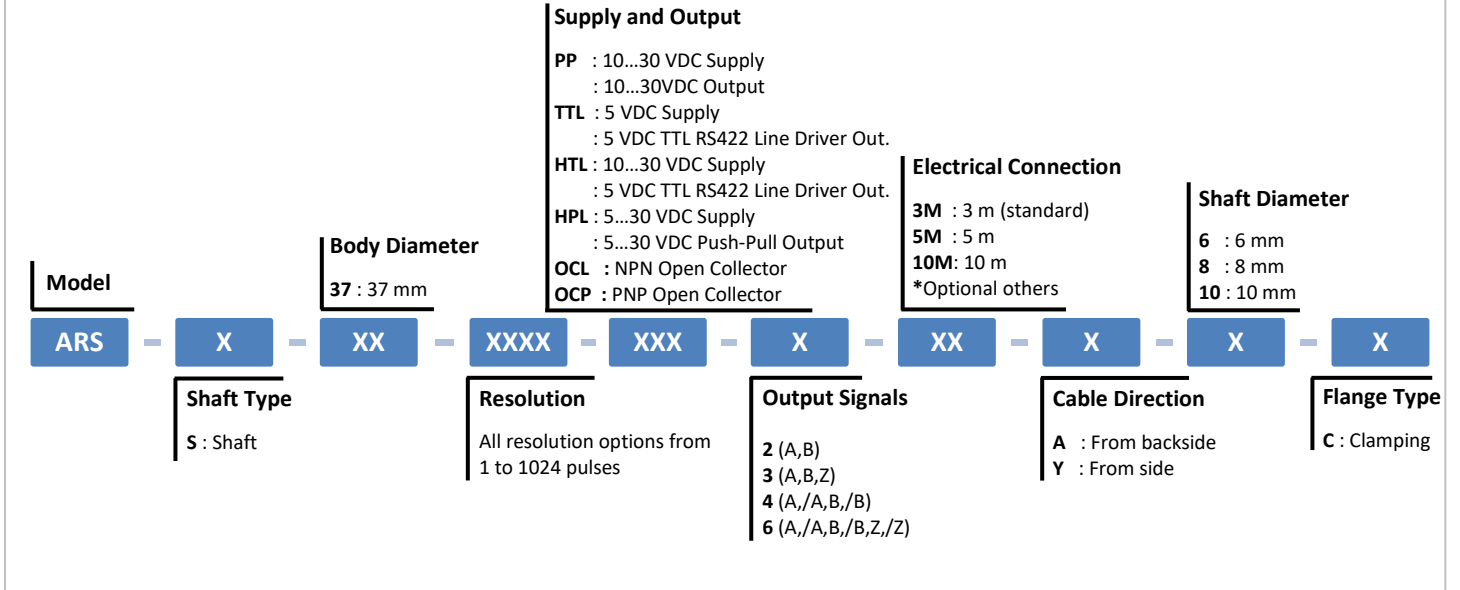 Supply and Output
PP : 10...30 VDC Supply
: 10...30VDC Output
TTL : 5 VDC Supply
: 5 VDC TTL RS422 Line Driver Out.
HTL : 10...30 VDC Supply
: 5 VDC TTL RS422 Line Driver Out.
HPL : 5...30 VDC Supply
: 5...30 VDC Push-Pull Output
OCL : NPN Open Collector
OCP : PNP Open Collector
Electrical Connection
3M : 3 m (standard)
5M : 5 m
10M: 10 m
*Optional others
Shaft Diameter
6 : 6 mm
8 : 8 mm
10 : 10 mm
Body Diameter
37 : 37 mm
Model
ARS - X - XX - XXXX - XXX - X - XX - X - X - X
Shaft Type
S : Shaft
Resolution
All resolution options from
1 to 1024 pulses
Output Signals
2 (A,B)
3 (A,B,Z)
4 (A,/A,B,/B)
6 (A,/A,B,/B,Z,/Z)
Cable Direction
A : From backside
Y : From side
Flange Type
C : Clamping